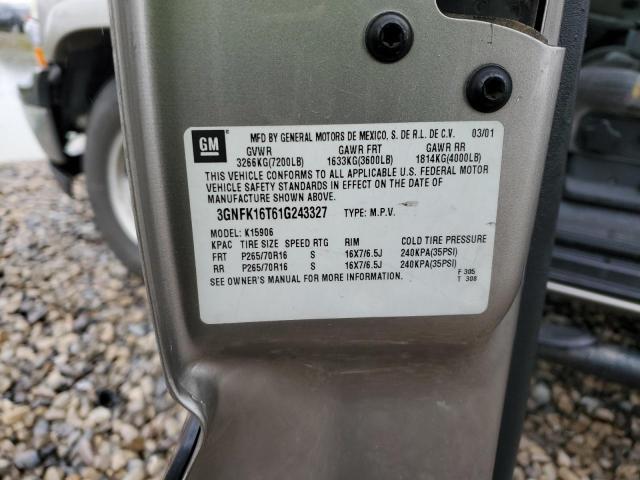 GM
MFD BY GENERAL MOTORS DE MEXICO, S. DE R.L. DE C.V. 03/01
GVWR GAWR FRT GAWR RR
3266KG(7200LB) 1633KG(3600LB) 1814KG(4000LB)
THIS VEHICLE CONFORMS TO ALL APPLICABLE U.S. FEDERAL MOTOR
VEHICLE SAFETY STANDARDS IN EFFECT ON THE DATE OF
MANUFACTURE SHOWN ABOVE.
3GNFK16T61G243327 TYPE: M.P.V.
MODEL: K15906
KPAC TIRE SIZE SPEED RTG RIM COLD TIRE PRESSURE
FRT P265/70R16 S 16X7/6.5J 240KPA(35PSI)
RR P265/70R16 S 16X7/6.5J 240KPA(35PSI)
SEE OWNER'S MANUAL FOR MORE INFORMATION.
F 305
T 308